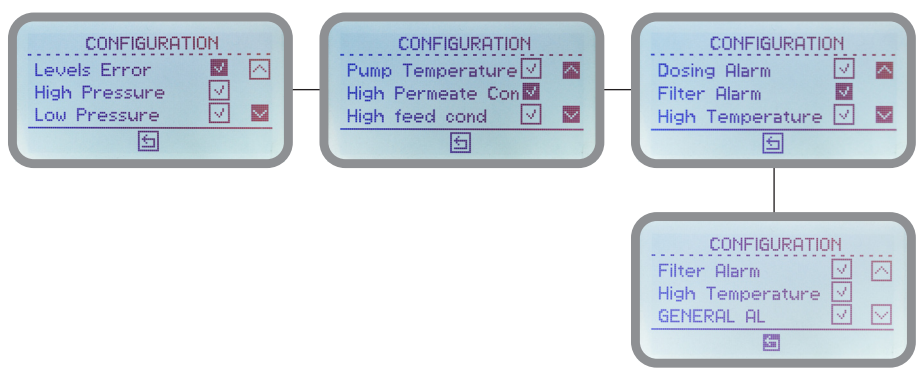 CONFIGURATION
Levels Error
High Pressure
Low Pressure
CONFIGURATION
Pump Temperature
High Permeate Con
High feed cond
CONFIGURATION
Dosing Alarm
Filter Alarm
High Temperature
CONFIGURATION
Filter Alarm
High Temperature
GENERAL AL